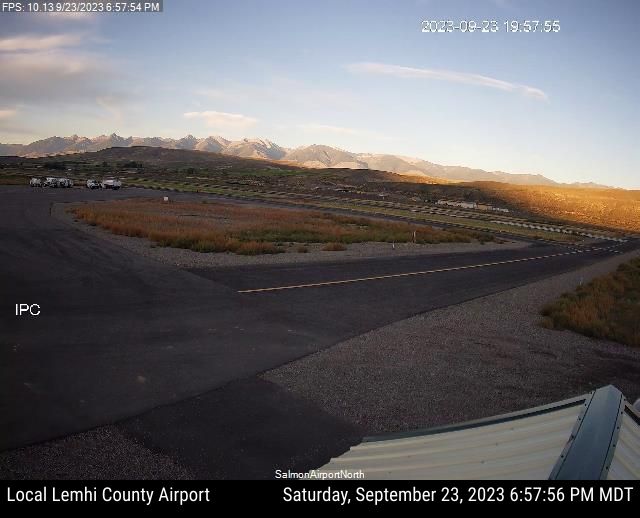 FPS: 10.13 9/23/2023 6:57:54 PM
2023-09-23 19:57:55
IPC
SalmonAirportNorth
Local Lemhi County Airport Saturday, September 23, 2023 6:57:56 PM MDT